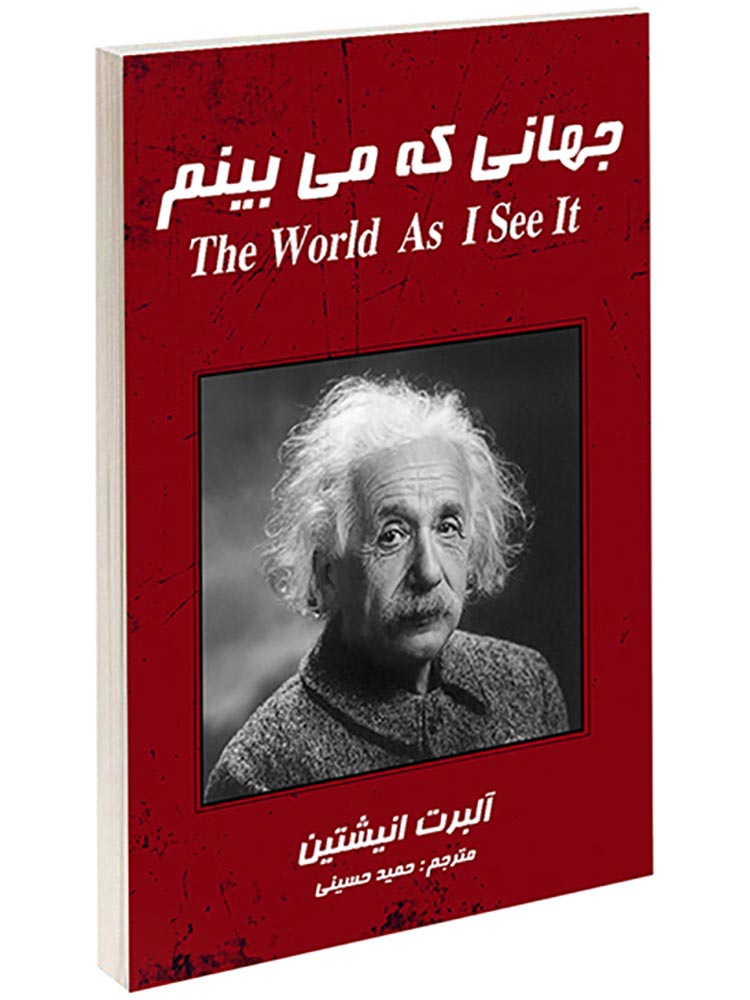 جهانی که می بینم
The World As I See It
آلبرت انیشتین
مترجم : حمید حسینی